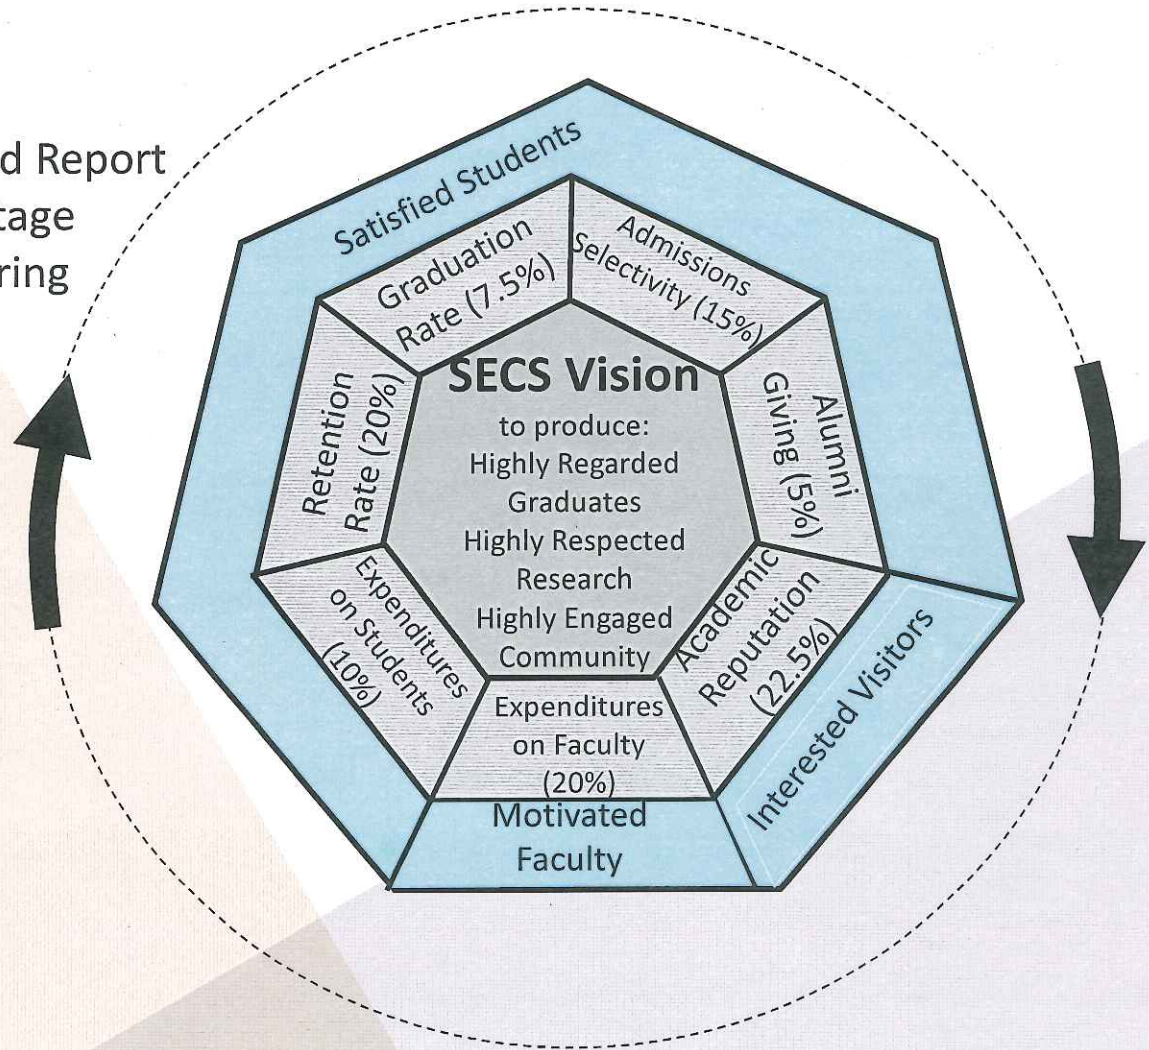 d Report
tage
ring
Satisfied Students
Graduation
Rate (7.5%)
Admissions
Selectivity (15%)
Retention
Rate (20%)
Alumni
Giving (5%)
SECS Vision
to produce:
Highly Regarded
Graduates
Highly Respected
Research
Highly Engaged
Community
Expenditures
on Students
(10%)
Academic
Reputation
(22.5%)
Expenditures
on Faculty
(20%)
Motivated
Faculty
Interested Visitors